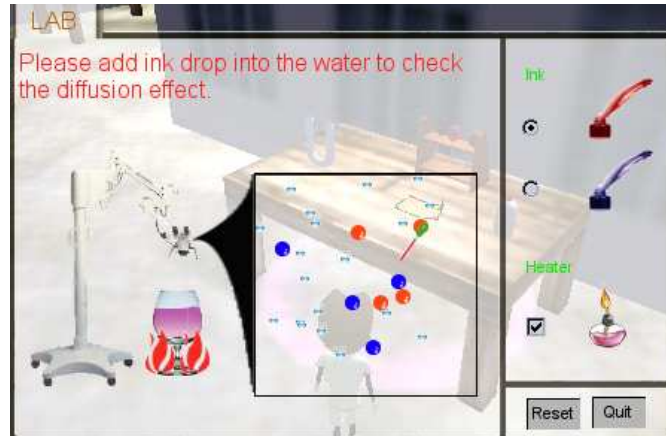 LAB
Please add ink drop into the water to check
the diffusion effect.
Ink
Heater
Reset
Quit